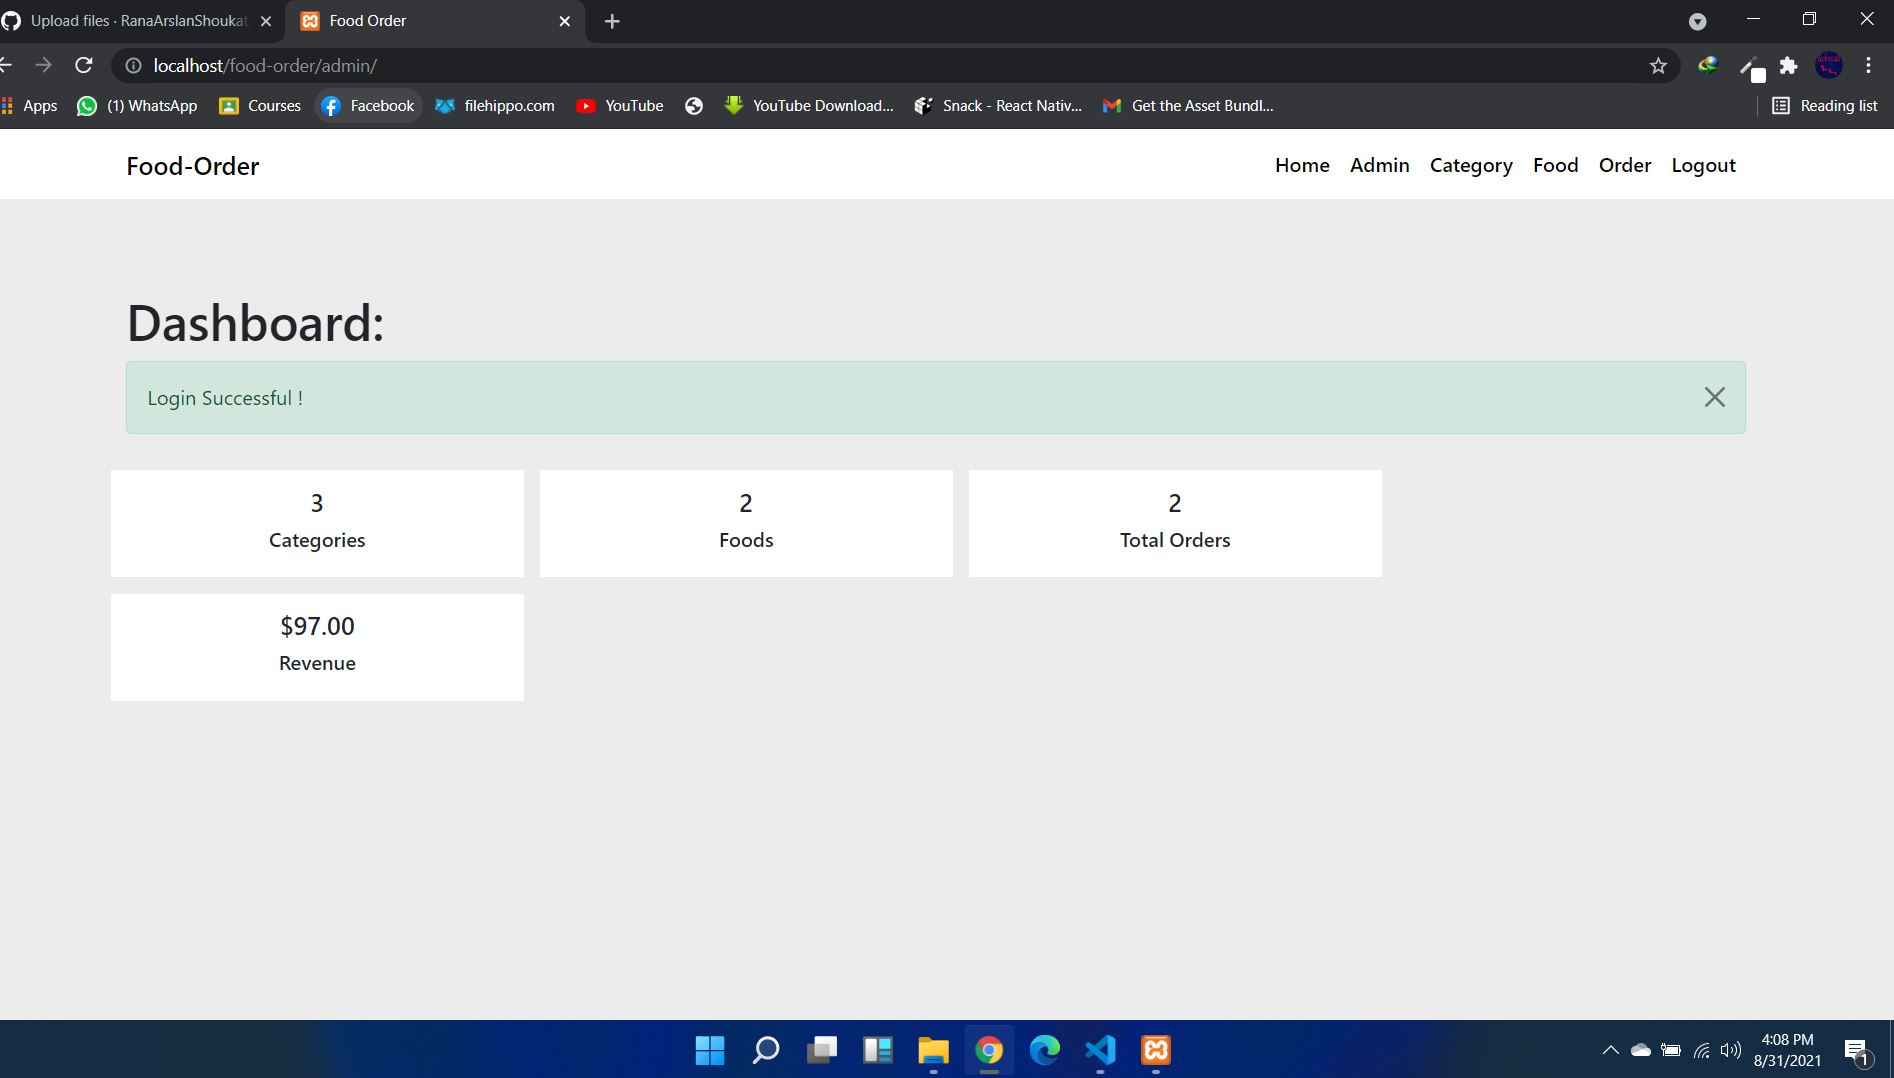 Upload files · RanaArslanShoukat
Food Order
localhost/food-order/admin/
Apps
(1) WhatsApp
Courses
Facebook
filehippo.com
YouTube
YouTube Download...
Snack - React Nativ...
Get the Asset Bundl...
Reading list
Food-Order
Home
Admin
Category
Food
Order
Logout
Dashboard:
Login Successful !
3
Categories
2
Foods
2
Total Orders
$97.00
Revenue
4:08 PM
8/31/2021
1